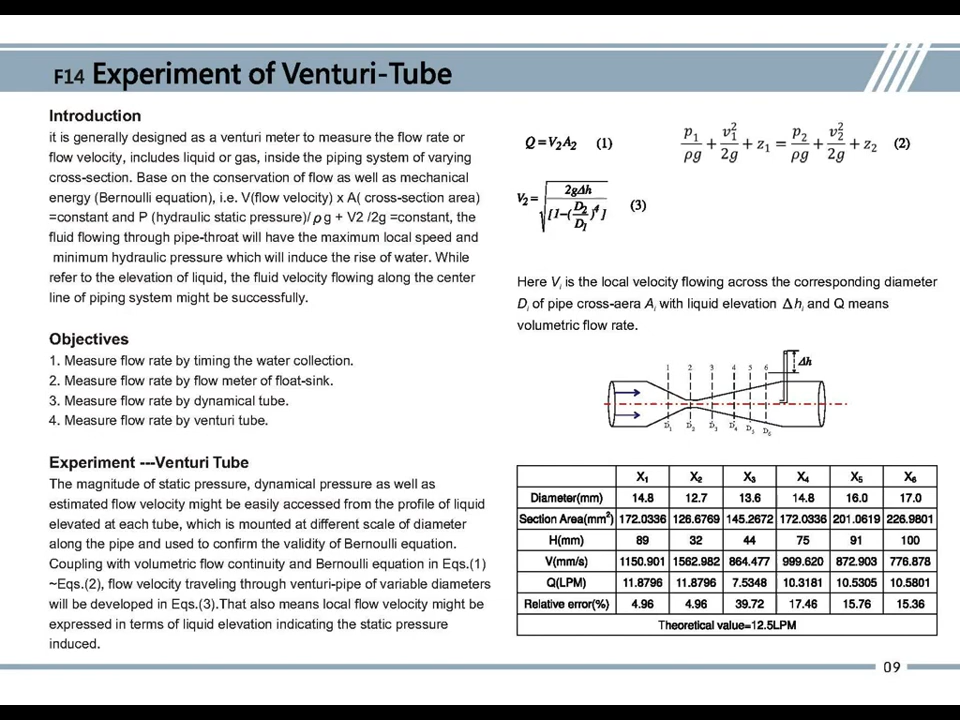 F14 Experiment of Venturi-Tube
Introduction
it is generally designed as a venturi meter to measure the flow rate or
flow velocity, includes liquid or gas, inside the piping system of varying
cross-section. Base on the conservation of flow as well as mechanical
energy (Bernoulli equation), i.e. V(flow velocity) x A( cross-section area)
=constant and P (hydraulic static pressure)/ρg + V2 /2g =constant, the
fluid flowing through pipe-throat will have the maximum local speed and
minimum hydraulic pressure which will induce the rise of water. While
refer to the elevation of liquid, the fluid velocity flowing along the center
line of piping system might be successfully.
Objectives
1. Measure flow rate by timing the water collection.
2. Measure flow rate by flow meter of float-sink.
3. Measure flow rate by dynamical tube.
4. Measure flow rate by venturi tube.
Experiment ---Venturi Tube
The magnitude of static pressure, dynamical pressure as well as
estimated flow velocity might be easily accessed from the profile of liquid
elevated at each tube, which is mounted at different scale of diameter
along the pipe and used to confirm the validity of Bernoulli equation.
Coupling with volumetric flow continuity and Bernoulli equation in Eqs.(1)
~Eqs.(2), flow velocity traveling through venturi-pipe of variable diameters
will be developed in Eqs.(3).That also means local flow velocity might be
expressed in terms of liquid elevation indicating the static pressure
induced.
Q=V₂A₂ (1) p₁/ρg + v₁²/2g + z₁ = p₂/ρg + v₂²/2g + z₂ (2)
V₂ = √(2gΔh / [1-(D₂/D₁)⁴]) (3)
Here Vᵢ is the local velocity flowing across the corresponding diameter
Dᵢ of pipe cross-aera Aᵢ with liquid elevation Δhᵢ and Q means
volumetric flow rate.
Δh
1 2 3 4 5 6
D₁ D₂ D₃ D₄ D₅ D₆
X₁ X₂ X₃ X₄ X₅ X₆
Diameter(mm) 14.8 12.7 13.6 14.8 16.0 17.0
Section Area(mm²) 172.0336 126.6769 145.2672 172.0336 201.0619 226.9801
H(mm) 89 32 44 75 91 100
V(mm/s) 1150.901 1562.982 864.477 999.620 872.903 776.878
Q(LPM) 11.8796 11.8796 7.5348 10.3181 10.5305 10.5801
Relative error(%) 4.96 4.96 39.72 17.46 15.76 15.36
Theoretical value=12.5LPM
09